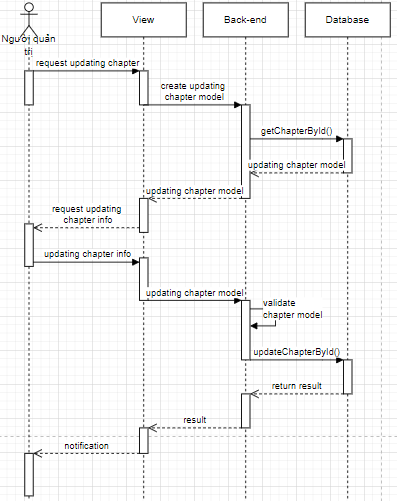 View
Back-end
Database
Người quản
trị
request updating chapter
create updating
chapter model
getChapterById()
updating chapter model
updating chapter model
request updating
chapter info
updating chapter info
updating chapter model
validate
chapter model
updateChapterById()
return result
result
notification